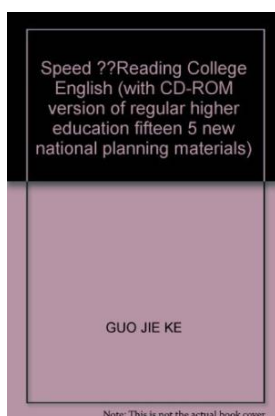 Speed ??Reading College
English (with CD-ROM
version of regular higher
education fifteen 5 new
national planning materials)
GUO JIE KE
Note: This is not the actual book cover